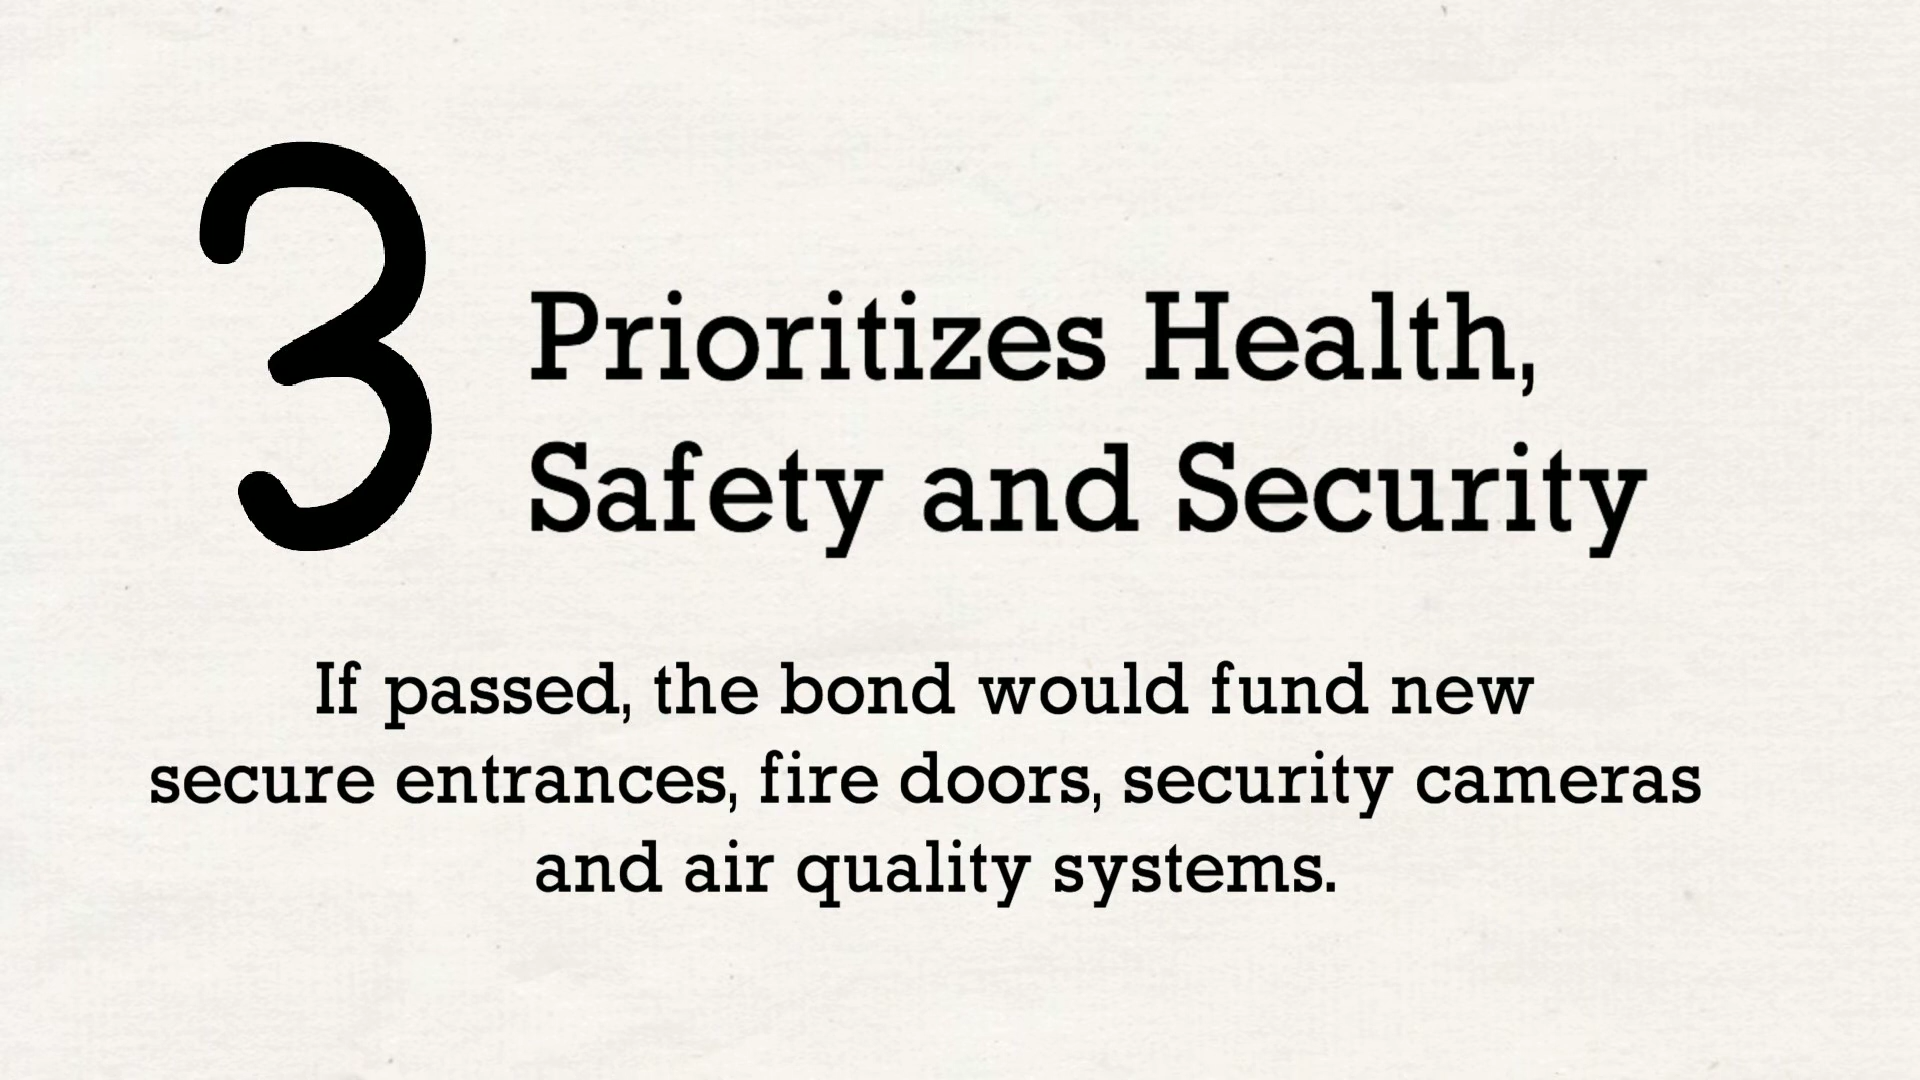 3
Prioritizes Health,
Safety and Security
If passed, the bond would fund new
secure entrances, fire doors, security cameras
and air quality systems.